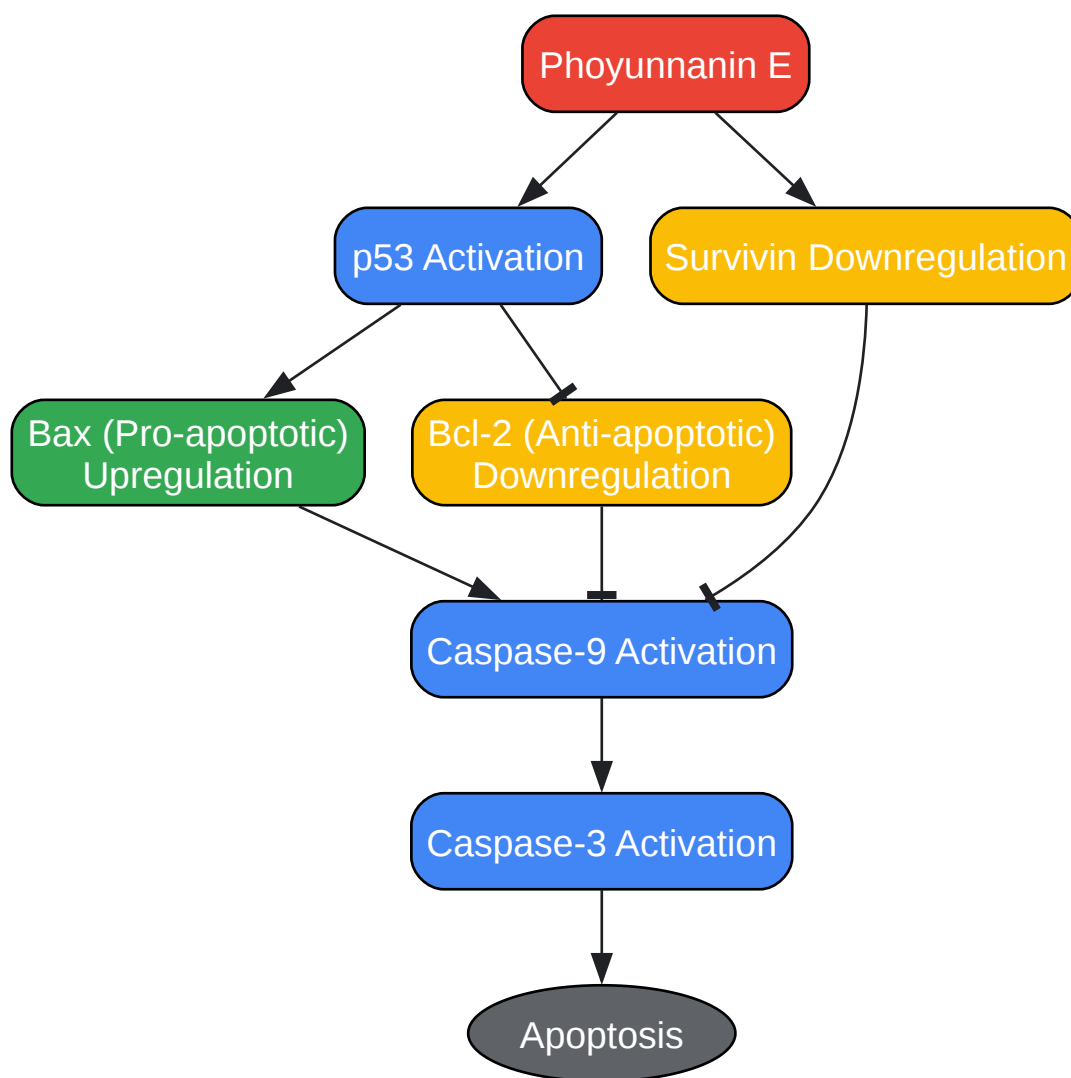 Phoyunnanin E
p53 Activation
Survivin Downregulation
Bax (Pro-apoptotic)
Upregulation
Bcl-2 (Anti-apoptotic)
Downregulation
Caspase-9 Activation
Caspase-3 Activation
Apoptosis